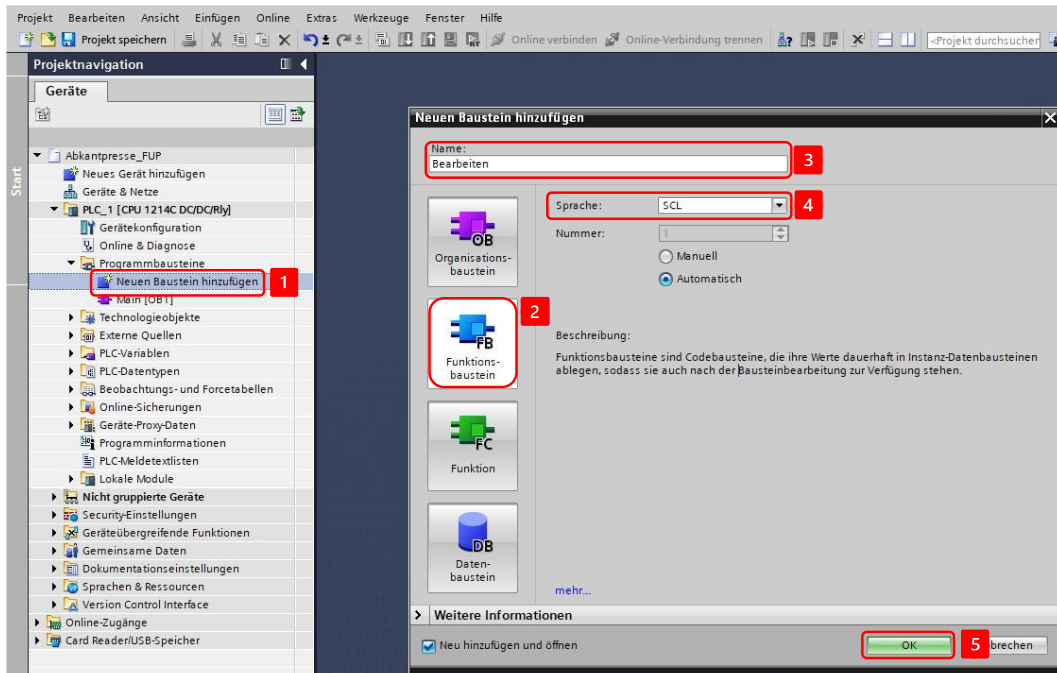 Projekt Bearbeiten Ansicht Einfügen Online Extras Werkzeuge Fenster Hilfe
Projekt speichern
Online verbinden
Online-Verbindung trennen
<Projekt durchsucher
Projektnavigation
Geräte
Start
Abkantpresse_FUP
Neues Gerät hinzufügen
Geräte & Netze
PLC_1 [CPU 1214C DC/DC/Rly]
Gerätekonfiguration
Online & Diagnose
Programmbausteine
Neuen Baustein hinzufügen
1
Main [OB1]
Technologieobjekte
Externe Quellen
PLC-Variablen
PLC-Datentypen
Beobachtungs- und Forcetabellen
Online-Sicherungen
Geräte-Proxy-Daten
Programminformationen
PLC-Meldetextlisten
Lokale Module
Nicht gruppierte Geräte
Security-Einstellungen
Geräteübergreifende Funktionen
Gemeinsame Daten
Dokumentationseinstellungen
Sprachen & Ressourcen
Version Control Interface
Online-Zugänge
Card Reader/USB-Speicher
Neuen Baustein hinzufügen
Name:
Bearbeiten
3
OB
Organisations-
baustein
2
FB
Funktions-
baustein
FC
Funktion
DB
Daten-
baustein
Sprache:
SCL
4
Nummer:
1
Manuell
Automatisch
Beschreibung:
Funktionsbausteine sind Codebausteine, die ihre Werte dauerhaft in Instanz-Datenbausteinen
ablegen, sodass sie auch nach der Bausteinbearbeitung zur Verfügung stehen.
mehr...
Weitere Informationen
Neu hinzufügen und öffnen
OK
5
brechen